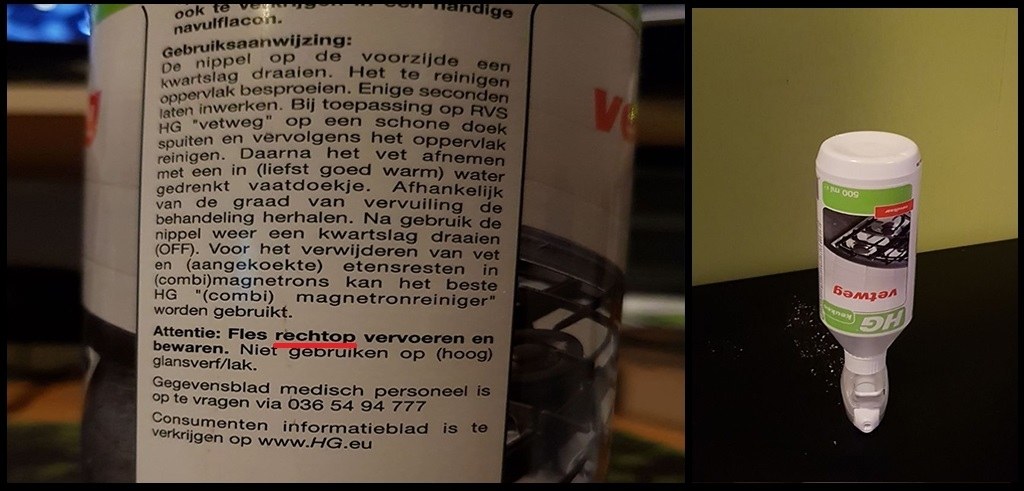 ook te verkrijgen in een handige
navulflacon.
Gebruiksaanwijzing:
De nippel op de voorzijde een
kwartslag draaien. Het te reinigen
oppervlak besproeien. Enige seconden
laten inwerken. Bij toepassing op RVS
HG "vetweg" op een schone doek
spuiten en vervolgens het oppervlak
reinigen. Daarna het vet afnemen
met een in (liefst goed warm) water
gedrenkt vaatdoekje. Afhankelijk
van de graad van vervuiling de
behandeling herhalen. Na gebruik de
nippel weer een kwartslag draaien
(OFF). Voor het verwijderen van vet
en (aangekoekte) etensresten in
(combi)magnetrons kan het beste
HG "(combi) magnetronreiniger"
worden gebruikt.
Attentie: Fles rechtop vervoeren en
bewaren. Niet gebruiken op (hoog)
glansverf/lak.
Gegevensblad medisch personeel is
op te vragen via 036 54 94 777
Consumenten informatieblad is te
verkrijgen op www.HG.eu
g
ve
500 ml e
vetweg
HG
keuken